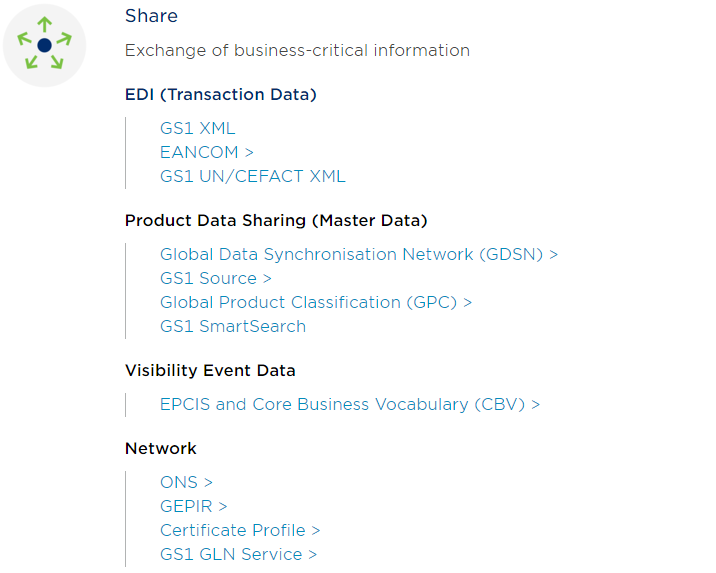 Share
Exchange of business-critical information
EDI (Transaction Data)
GS1 XML
EANCOM >
GS1 UN/CEFACT XML
Product Data Sharing (Master Data)
Global Data Synchronisation Network (GDSN) >
GS1 Source >
Global Product Classification (GPC) >
GS1 SmartSearch
Visibility Event Data
EPCIS and Core Business Vocabulary (CBV) >
Network
ONS >
GEPIR >
Certificate Profile >
GS1 GLN Service >